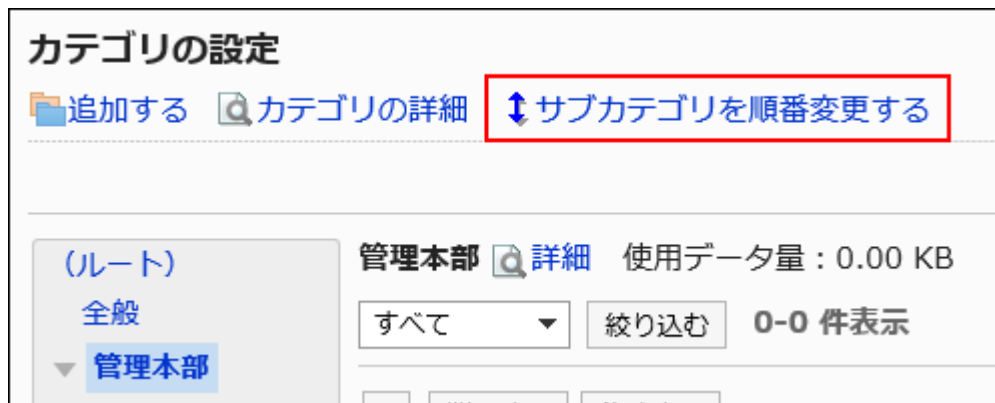 カテゴリの設定
追加する カテゴリの詳細 サブカテゴリを順番変更する
(ルート)
全般
管理本部
管理本部 詳細 使用データ量 : 0.00 KB
すべて 絞り込む 0-0 件表示